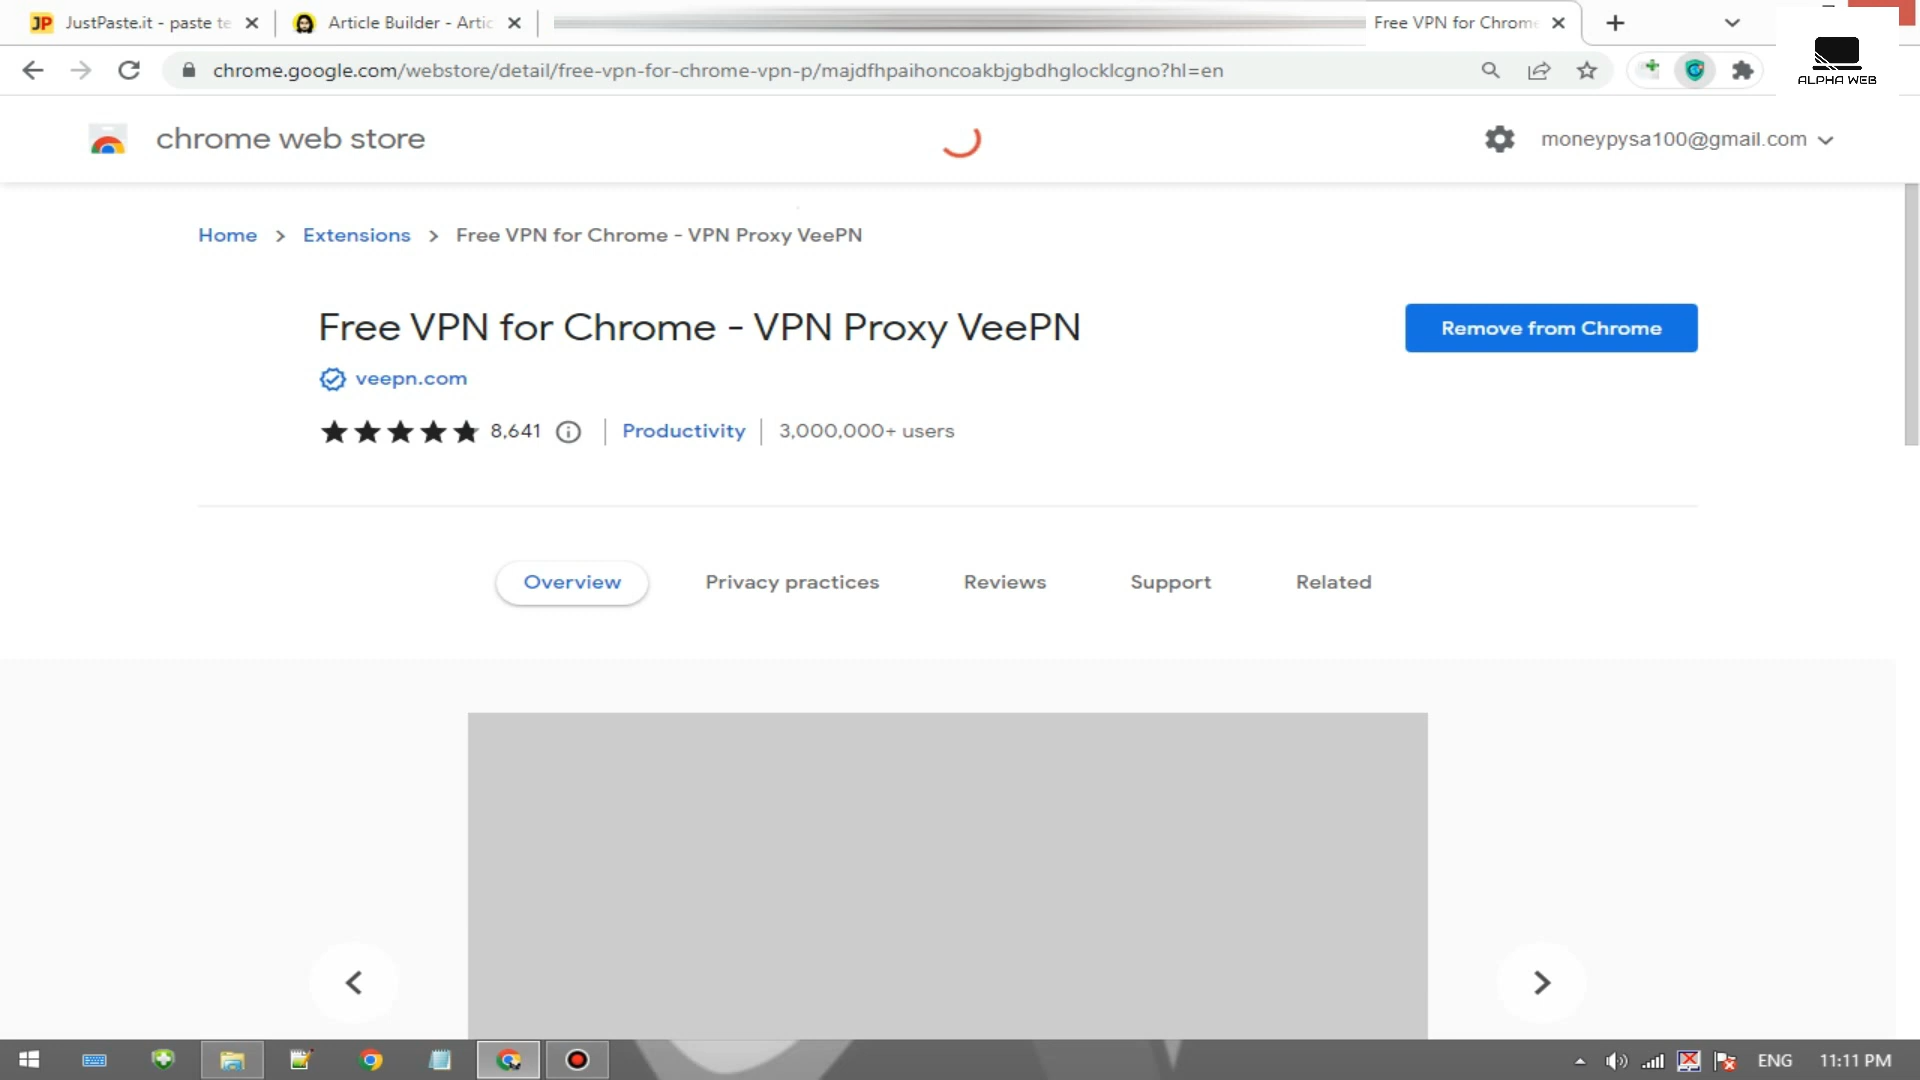 JP JustPaste.it - paste te
Article Builder - Artic
Free VPN for Chrome
chrome.google.com/webstore/detail/free-vpn-for-chrome-vpn-p/majdfhpaihoncoakbjgbdhglocklcgno?hl=en
ALPHA WEB
chrome web store
moneypysa100@gmail.com
Home > Extensions > Free VPN for Chrome - VPN Proxy VeePN
Free VPN for Chrome - VPN Proxy VeePN
Remove from Chrome
veepn.com
8,641
Productivity
3,000,000+ users
Overview
Privacy practices
Reviews
Support
Related
ENG
11:11 PM